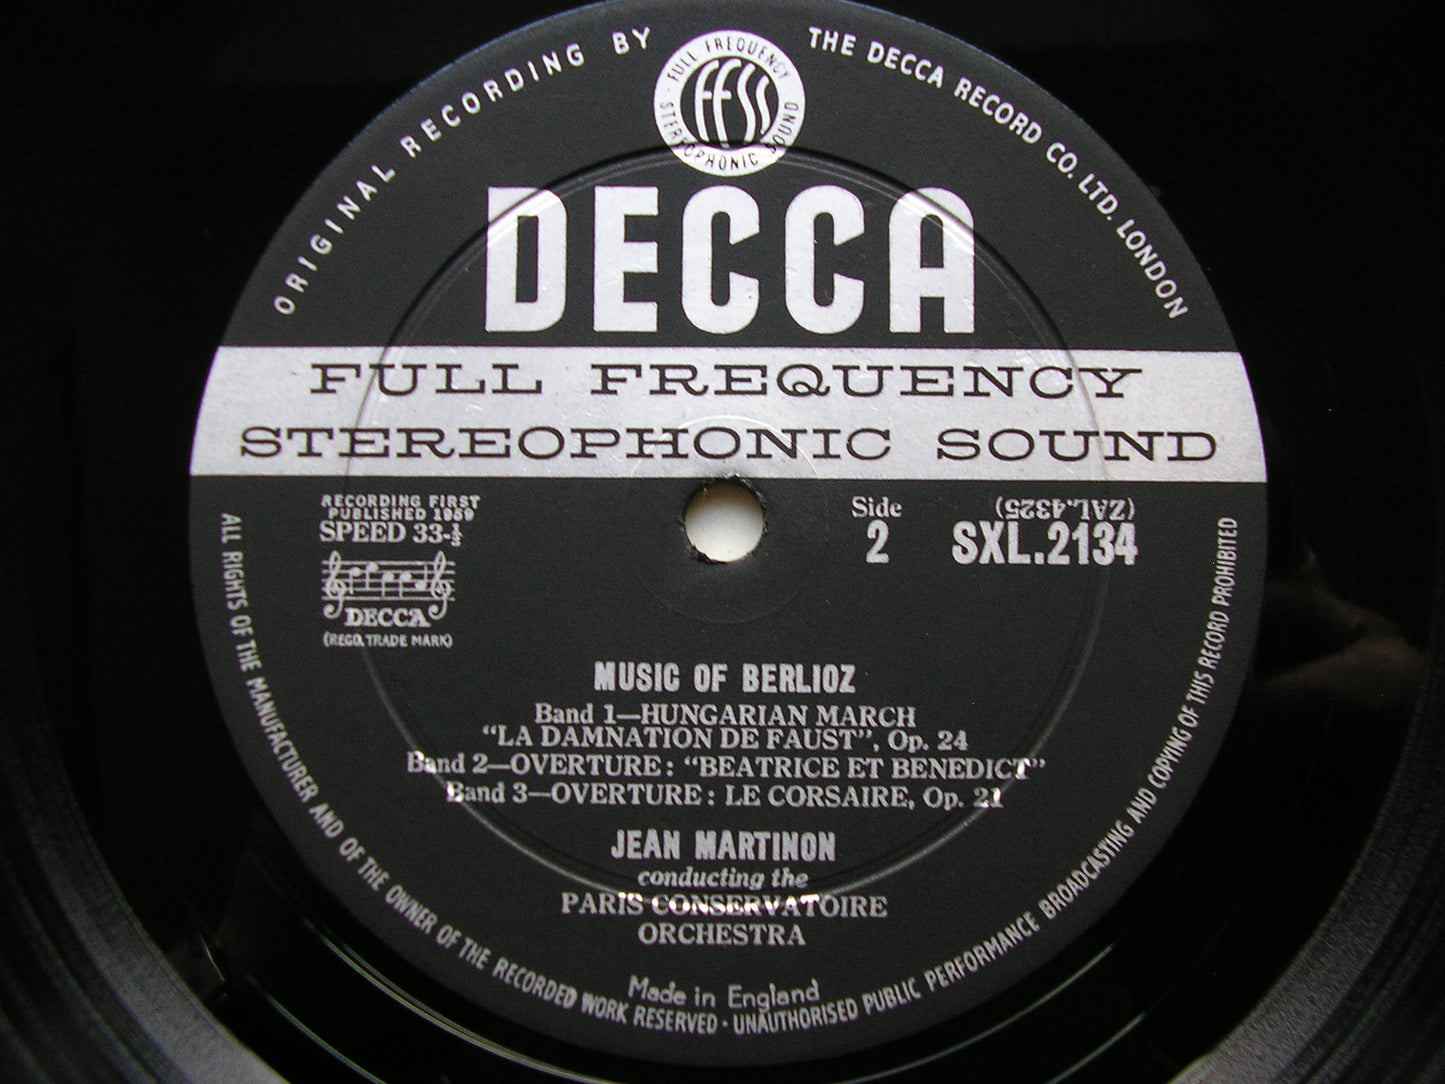 ORIGINAL RECORDING BY
THE DECCA RECORD CO. LTD. LONDON
FULL FREQUENCY
FFSS
STEREOPHONIC SOUND
DECCA
FULL FREQUENCY
STEREOPHONIC SOUND
RECORDING FIRST
PUBLISHED 1959
SPEED 33-⅓
DECCA
(REGD. TRADE MARK)
Side
2
(ZAL.4325)
SXL.2134
MUSIC OF BERLIOZ
Band 1—HUNGARIAN MARCH
"LA DAMNATION DE FAUST", Op. 24
Band 2—OVERTURE: "BEATRICE ET BENEDICT"
Band 3—OVERTURE: LE CORSAIRE, Op. 21
JEAN MARTINON
conducting the
PARIS CONSERVATOIRE
ORCHESTRA
Made in England
ALL RIGHTS OF THE MANUFACTURER AND OF THE OWNER OF THE RECORDED WORK RESERVED · UNAUTHORISED PUBLIC PERFORMANCE BROADCASTING AND COPYING OF THIS RECORD PROHIBITED